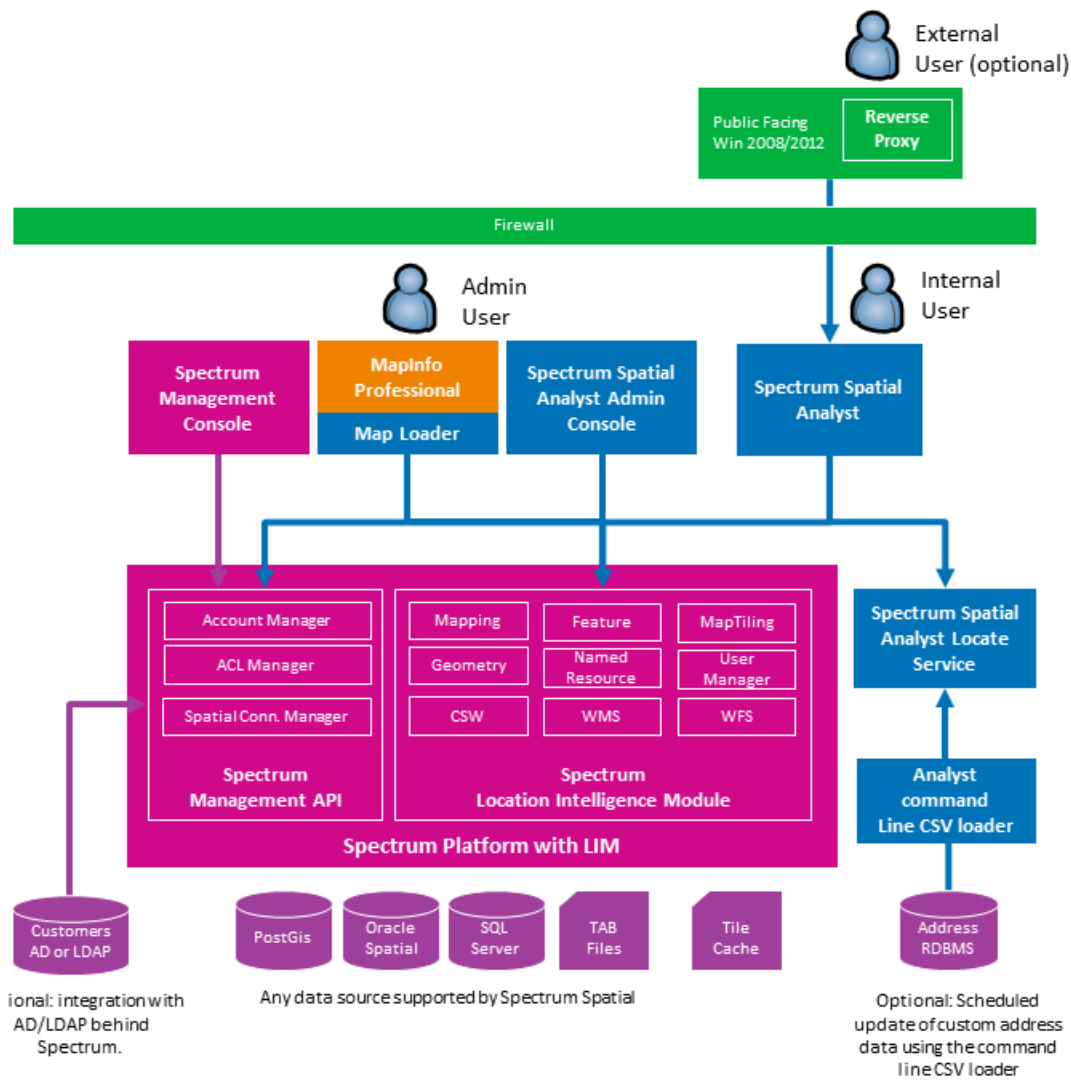 External
User (optional)
Public Facing
Win 2008/2012
Reverse
Proxy
Firewall
Admin
User
Internal
User
Spectrum
Management
Console
MapInfo
Professional
Map Loader
Spectrum Spatial
Analyst Admin
Console
Spectrum Spatial
Analyst
Account Manager
ACL Manager
Spatial Conn. Manager
Spectrum
Management API
Mapping
Feature
MapTiling
Geometry
Named
Resource
User
Manager
CSW
WMS
WFS
Spectrum
Location Intelligence Module
Spectrum Platform with LIM
Spectrum Spatial
Analyst Locate
Service
Analyst
command
Line CSV loader
Customers
AD or LDAP
PostGis
Oracle
Spatial
SQL
Server
TAB
Files
Tile
Cache
Address
RDBMS
ional: integration with
AD/LDAP behind
Spectrum.
Any data source supported by Spectrum Spatial
Optional: Scheduled
update of custom address
data using the command
line CSV loader